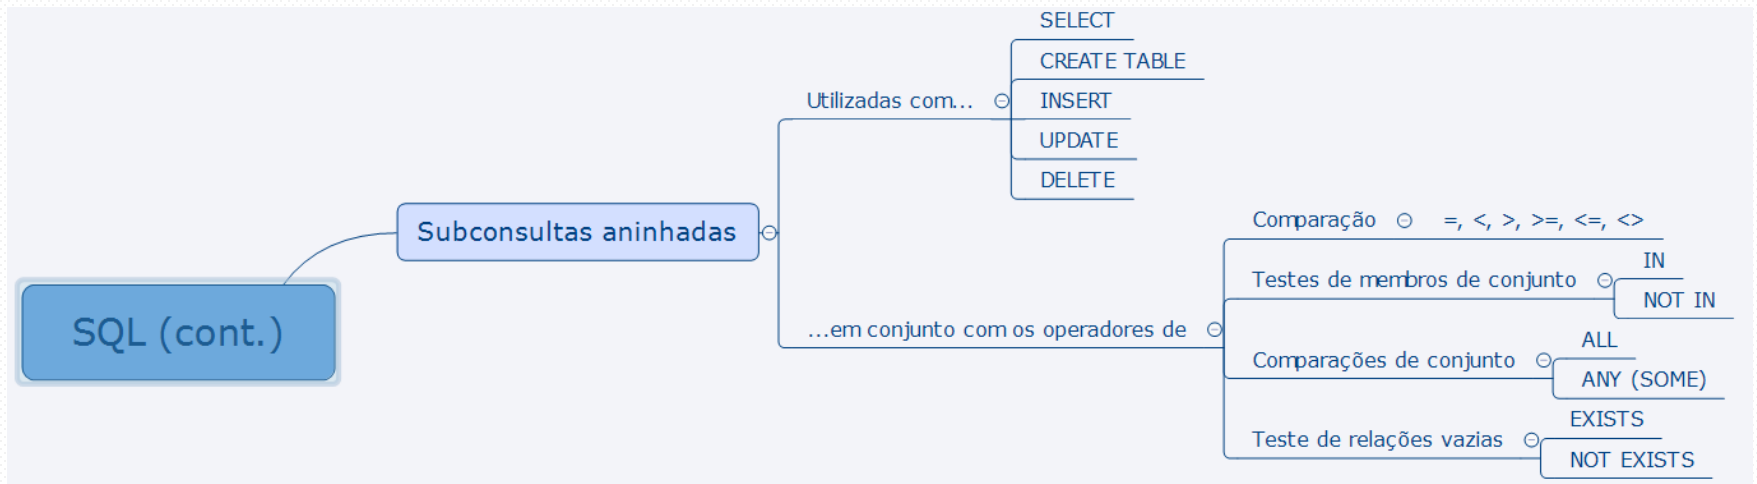 SQL (cont.)
Subconsultas aninhadas
Utilizadas com...
SELECT
CREATE TABLE
INSERT
UPDATE
DELETE
...em conjunto com os operadores de
Comparação
=, <, >, >=, <=, <>
Testes de membros de conjunto
IN
NOT IN
Comparações de conjunto
ALL
ANY (SOME)
Teste de relações vazias
EXISTS
NOT EXISTS